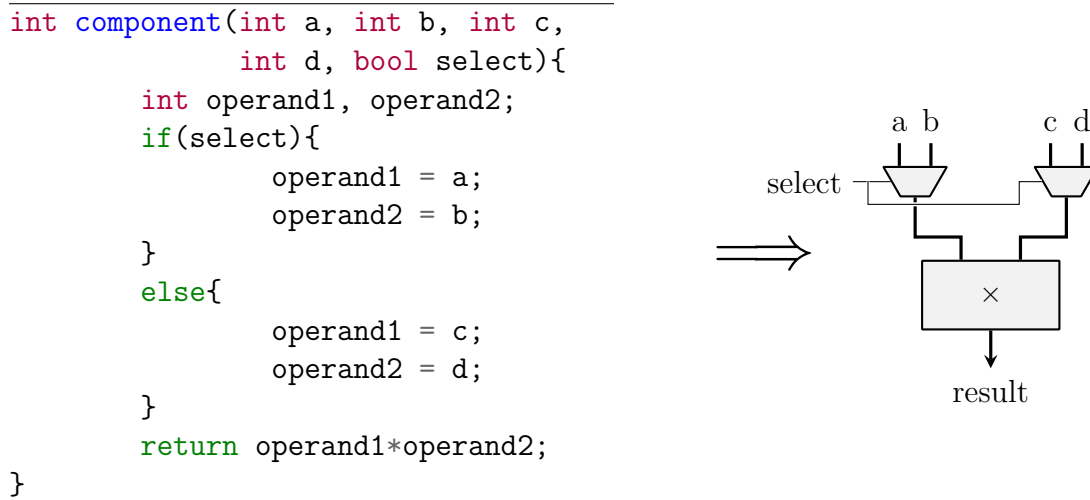 int component(int a, int b, int c,
int d, bool select){
int operand1, operand2;
if(select){
operand1 = a;
operand2 = b;
}
else{
operand1 = c;
operand2 = d;
}
return operand1*operand2;
}
a b c d
select
×
result